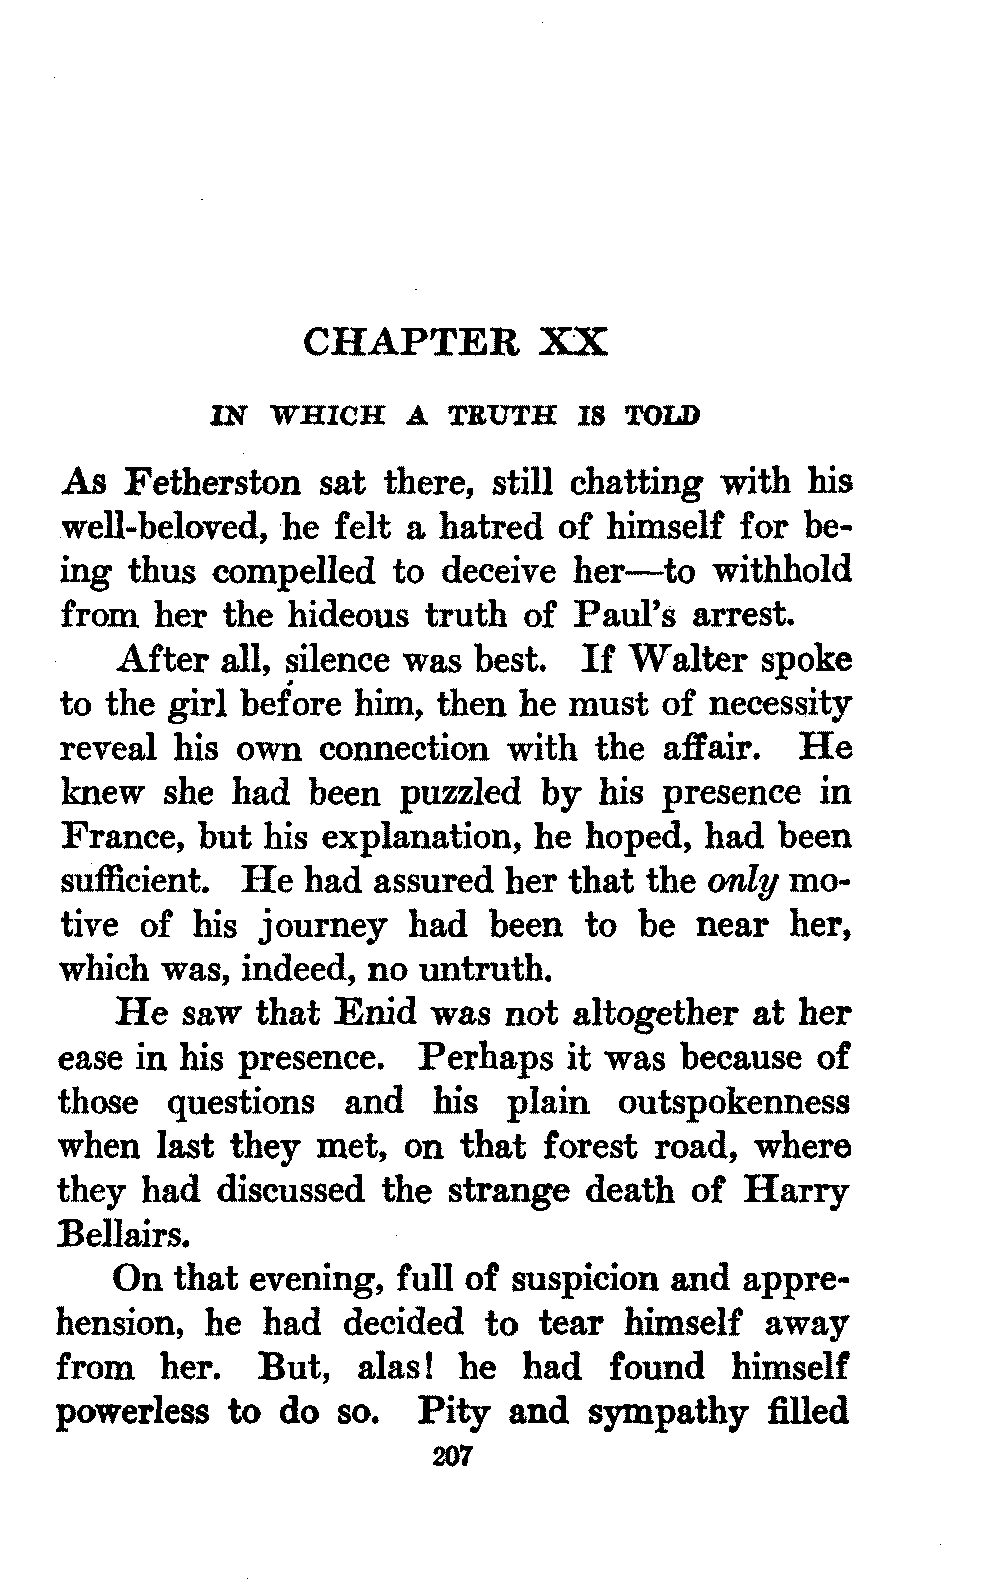 CHAPTER XX
IN WHICH A TRUTH IS TOLD
As Fetherston sat there, still chatting with his
well-beloved, he felt a hatred of himself for be-
ing thus compelled to deceive her—to withhold
from her the hideous truth of Paul's arrest.
After all, silence was best. If Walter spoke
to the girl before him, then he must of necessity
reveal his own connection with the affair. He
knew she had been puzzled by his presence in
France, but his explanation, he hoped, had been
sufficient. He had assured her that the only mo-
tive of his journey had been to be near her,
which was, indeed, no untruth.
He saw that Enid was not altogether at her
ease in his presence. Perhaps it was because of
those questions and his plain outspokenness
when last they met, on that forest road, where
they had discussed the strange death of Harry
Bellairs.
On that evening, full of suspicion and appre-
hension, he had decided to tear himself away
from her. But, alas! he had found himself
powerless to do so. Pity and sympathy filled
207